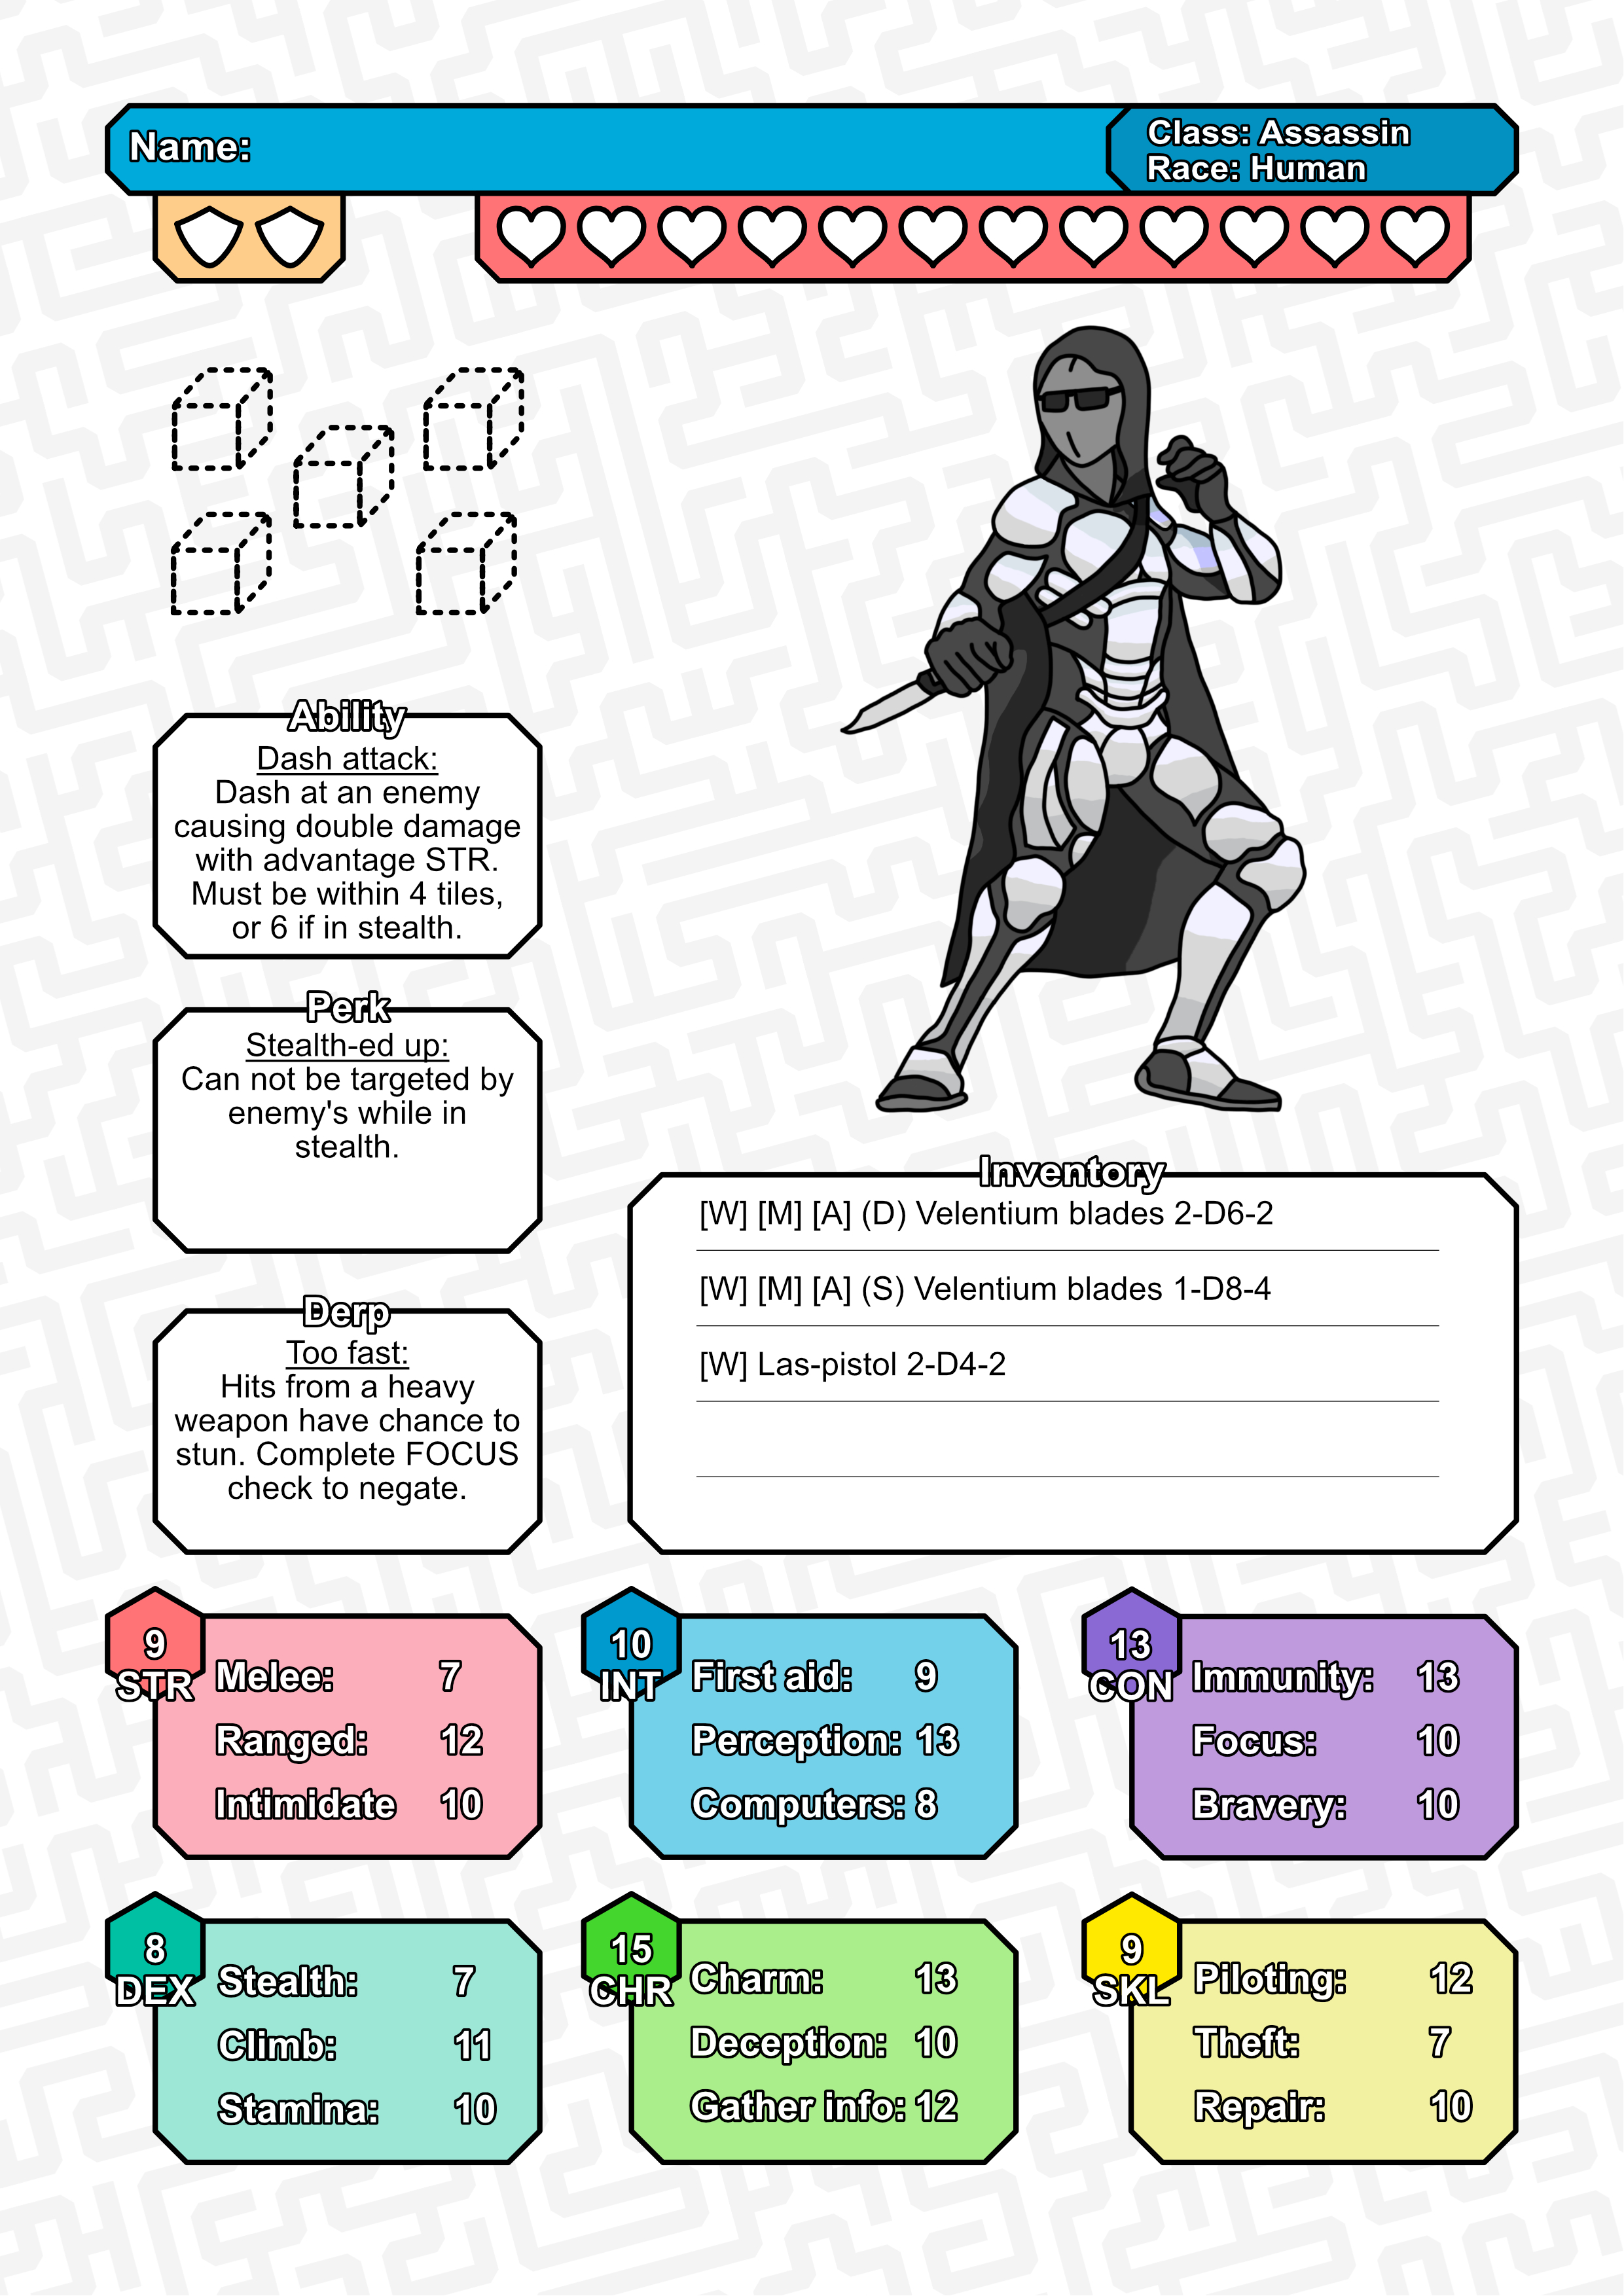 Name:
Class: Assassin
Race: Human
Ability
Dash attack:
Dash at an enemy
causing double damage
with advantage STR.
Must be within 4 tiles,
or 6 if in stealth.
Perk
Stealth-ed up:
Can not be targeted by
enemy's while in
stealth.
Derp
Too fast:
Hits from a heavy
weapon have chance to
stun. Complete FOCUS
check to negate.
Inventory
[W] [M] [A] (D) Velentium blades 2-D6-2
[W] [M] [A] (S) Velentium blades 1-D8-4
[W] Las-pistol 2-D4-2
9
STR
Melee: 7
Ranged: 12
Intimidate 10
10
INT
First aid: 9
Perception: 13
Computers: 8
13
CON
Immunity: 13
Focus: 10
Bravery: 10
8
DEX
Stealth: 7
Climb: 11
Stamina: 10
15
CHR
Charm: 13
Deception: 10
Gather info: 12
9
SKL
Piloting: 12
Theft: 7
Repair: 10